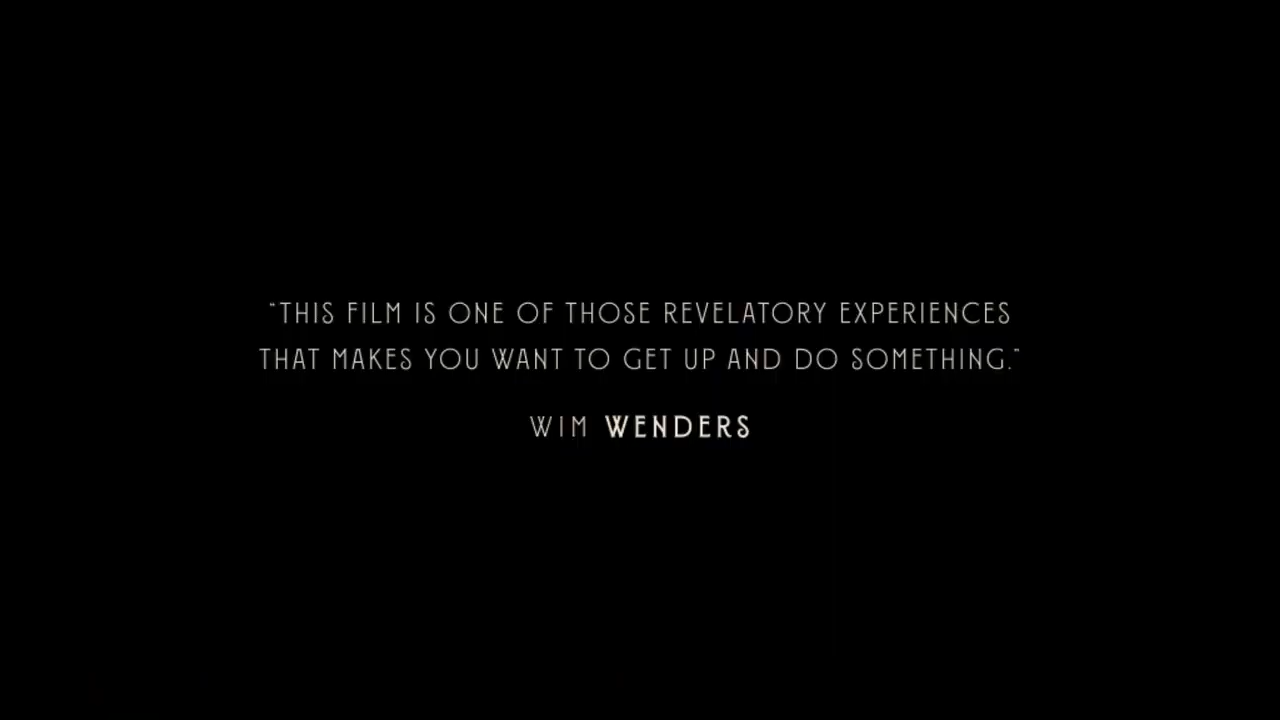 “THIS FILM IS ONE OF THOSE REVELATORY EXPERIENCES
THAT MAKES YOU WANT TO GET UP AND DO SOMETHING.”
WIM WENDERS